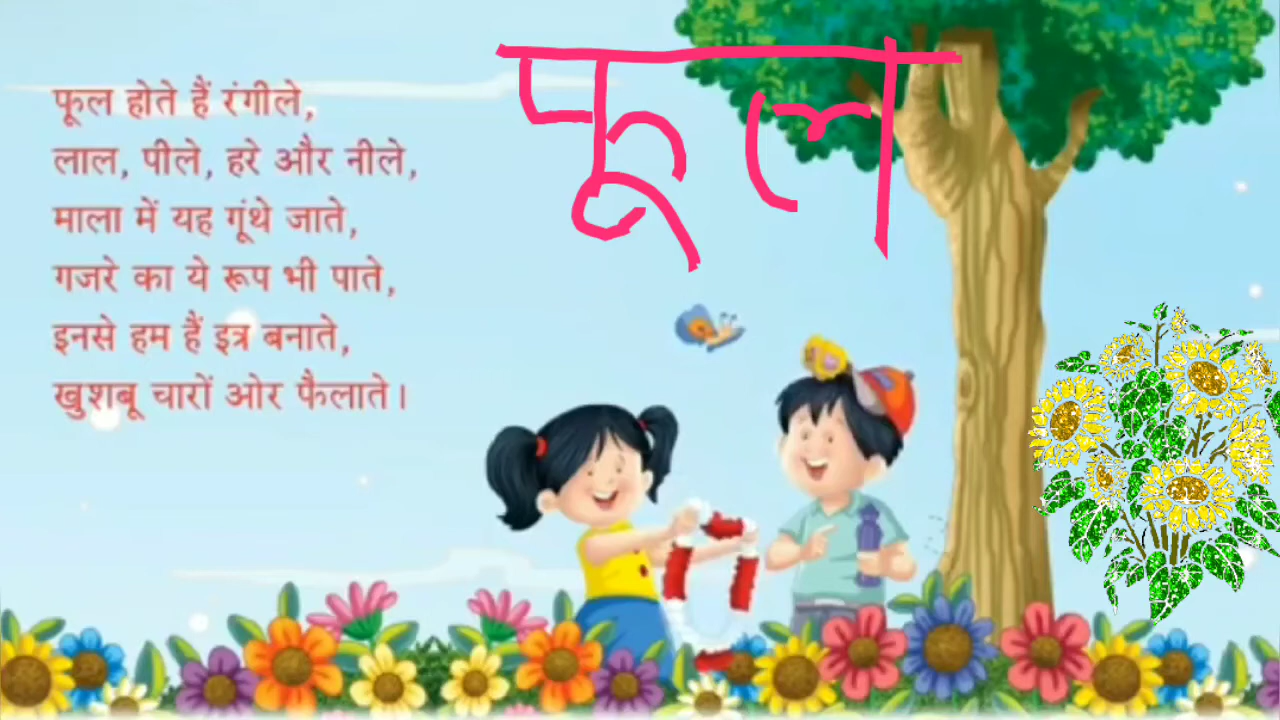 फूल
फूल होते हैं रंगीले,
लाल, पीले, हरे और नीले,
माला में यह गूंथे जाते,
गजरे का ये रूप भी पाते,
इनसे हम हैं इत्र बनाते,
खुशबू चारों ओर फैलाते।